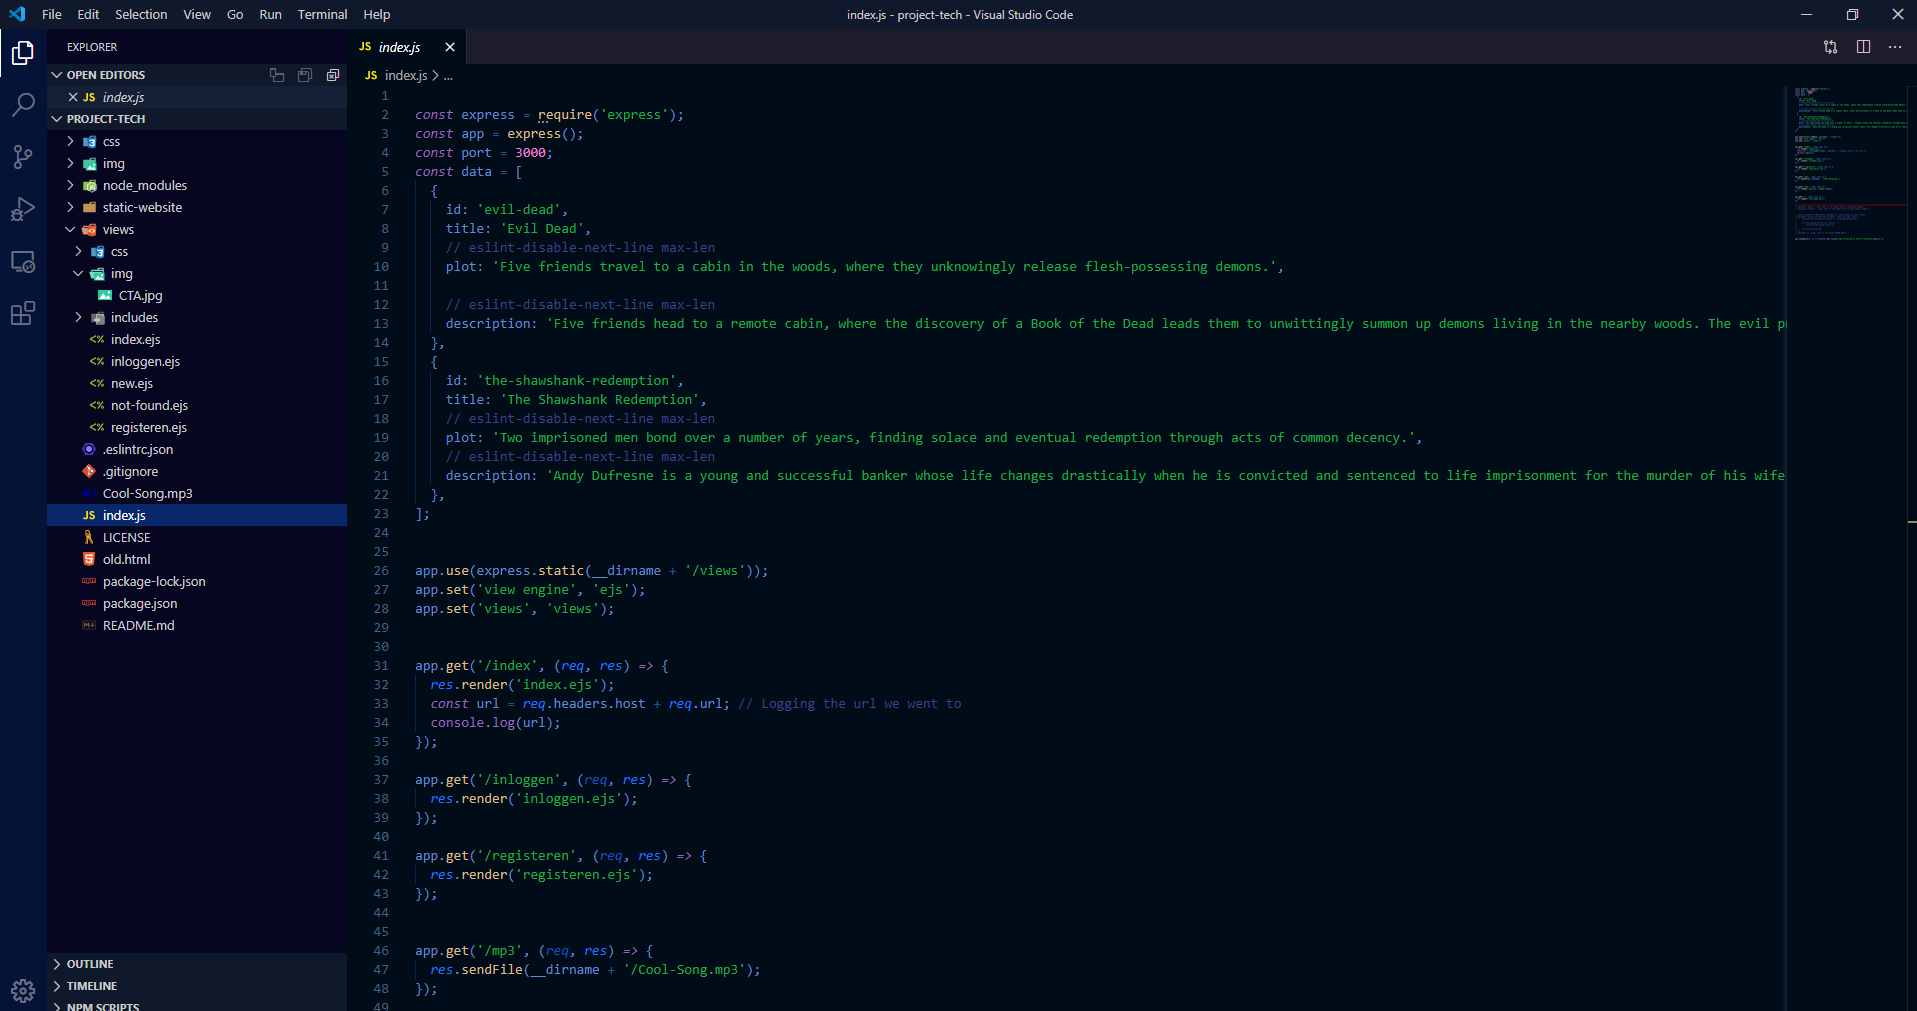 File Edit Selection View Go Run Terminal Help
index.js - project-tech - Visual Studio Code
EXPLORER
OPEN EDITORS
JS index.js
PROJECT-TECH
css
img
node_modules
static-website
views
css
img
CTA.jpg
includes
<% index.ejs
<% inloggen.ejs
<% new.ejs
<% not-found.ejs
<% registeren.ejs
.eslintrc.json
.gitignore
Cool-Song.mp3
JS index.js
LICENSE
old.html
package-lock.json
package.json
README.md
OUTLINE
TIMELINE
NPM SCRIPTS
JS index.js
JS index.js > ...
1
2 const express = require('express');
3 const app = express();
4 const port = 3000;
5 const data = [
6 {
7 id: 'evil-dead',
8 title: 'Evil Dead',
9 // eslint-disable-next-line max-len
10 plot: 'Five friends travel to a cabin in the woods, where they unknowingly release flesh-possessing demons.',
11
12 // eslint-disable-next-line max-len
13 description: 'Five friends head to a remote cabin, where the discovery of a Book of the Dead leads them to unwittingly summon up demons living in the nearby woods. The evil p
14 },
15 {
16 id: 'the-shawshank-redemption',
17 title: 'The Shawshank Redemption',
18 // eslint-disable-next-line max-len
19 plot: 'Two imprisoned men bond over a number of years, finding solace and eventual redemption through acts of common decency.',
20 // eslint-disable-next-line max-len
21 description: 'Andy Dufresne is a young and successful banker whose life changes drastically when he is convicted and sentenced to life imprisonment for the murder of his wife
22 },
23 ];
24
25
26 app.use(express.static(__dirname + '/views'));
27 app.set('view engine', 'ejs');
28 app.set('views', 'views');
29
30
31 app.get('/index', (req, res) => {
32 res.render('index.ejs');
33 const url = req.headers.host + req.url; // Logging the url we went to
34 console.log(url);
35 });
36
37 app.get('/inloggen', (req, res) => {
38 res.render('inloggen.ejs');
39 });
40
41 app.get('/registeren', (req, res) => {
42 res.render('registeren.ejs');
43 });
44
45
46 app.get('/mp3', (req, res) => {
47 res.sendFile(__dirname + '/Cool-Song.mp3');
48 });
49